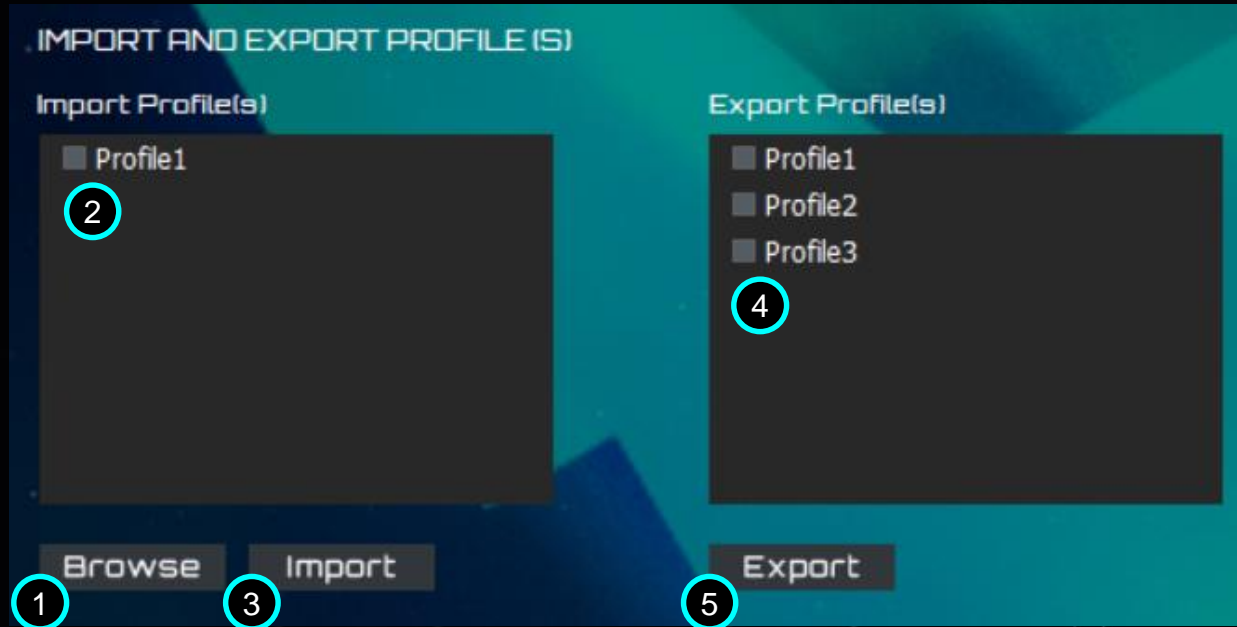 IMPORT AND EXPORT PROFILE (S)
Import Profile(s)
Profile1
2
Browse
Import
1
3
Export Profile(s)
Profile1
Profile2
Profile3
4
Export
5